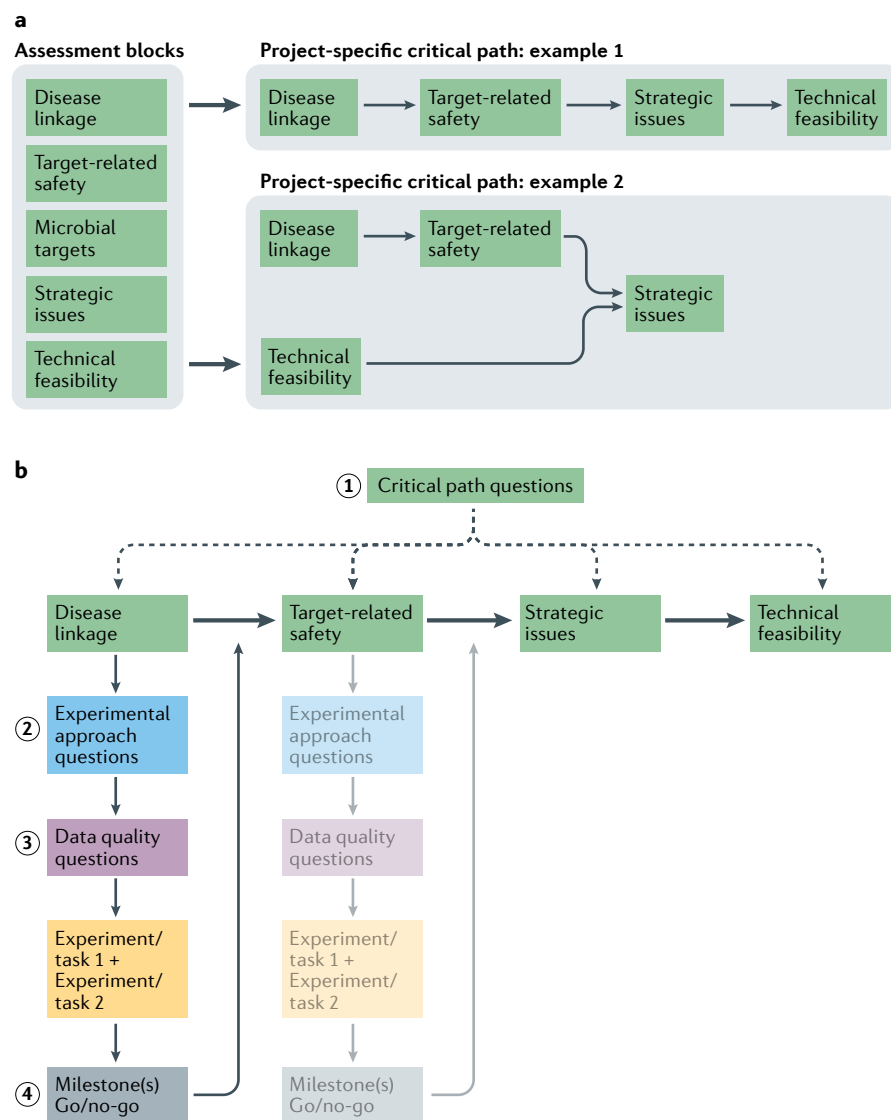 a
Assessment blocks
Disease
linkage
Target-related
safety
Microbial
targets
Strategic
issues
Technical
feasibility
Project-specific critical path: example 1
Disease
linkage
Target-related
safety
Strategic
issues
Technical
feasibility
Project-specific critical path: example 2
Disease
linkage
Target-related
safety
Strategic
issues
Technical
feasibility
b
1 Critical path questions
Disease
linkage
Target-related
safety
Strategic
issues
Technical
feasibility
2 Experimental
approach
questions
3 Data quality
questions
Experiment/
task 1 +
Experiment/
task 2
4 Milestone(s)
Go/no-go
Experimental
approach
questions
Data quality
questions
Experiment/
task 1 +
Experiment/
task 2
Milestone(s)
Go/no-go